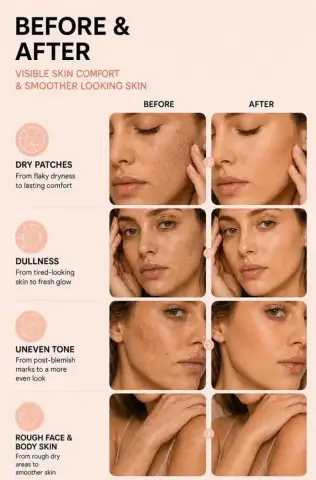 BEFORE &
AFTER
VISIBLE SKIN COMFORT
& SMOOTHER LOOKING SKIN
BEFORE
AFTER
DRY PATCHES
From flaky dryness
to lasting comfort
DULLNESS
From tired-looking
skin to fresh glow
UNEVEN TONE
From post-blemish
marks to a more
even look
ROUGH FACE &
BODY SKIN
From rough dry
areas to
smoother skin